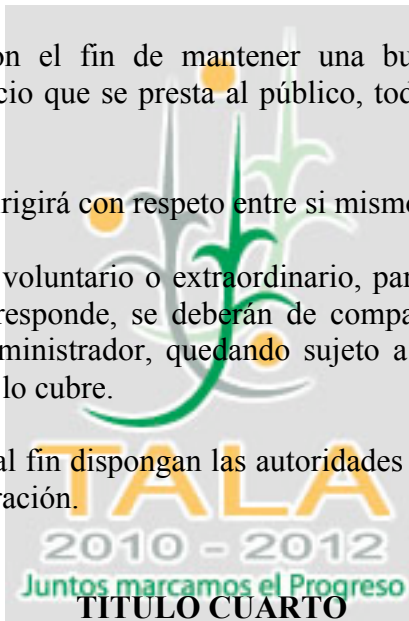 on el fin de mantener una bu
cio que se presta al público, tod
rigirá con respeto entre si mismo
voluntario o extraordinario, par
responde, se deberán de compa
ministrador, quedando sujeto a
lo cubre.
al fin dispongan las autoridades
ración.
TALA
2010 - 2012
Juntos marcamos el Progreso
TITULO CUARTO